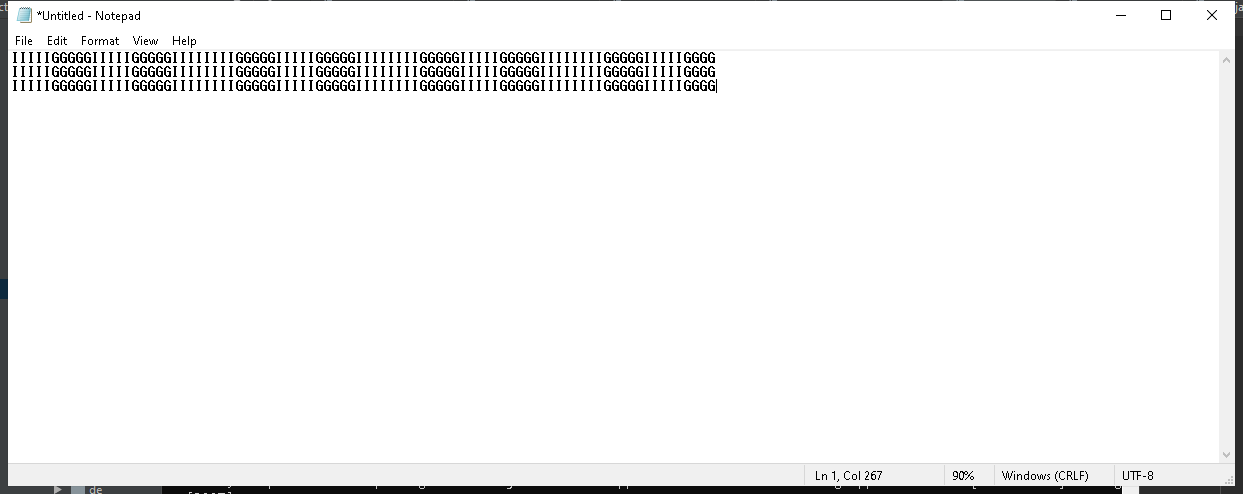 *Untitled - Notepad
File Edit Format View Help
IIIIIGGGGGIIIIIGGGGGIIIIIIIIGGGGGIIIIIGGGGGIIIIIIIIGGGGGIIIIIGGGGGIIIIIIIIGGGGGIIIIIGGGG
IIIIIGGGGGIIIIIGGGGGIIIIIIIIGGGGGIIIIIGGGGGIIIIIIIIGGGGGIIIIIGGGGGIIIIIIIIGGGGGIIIIIGGGG
IIIIIGGGGGIIIIIGGGGGIIIIIIIIGGGGGIIIIIGGGGGIIIIIIIIGGGGGIIIIIGGGGGIIIIIIIIGGGGGIIIIIGGGG
Ln 1, Col 267 90% Windows (CRLF) UTF-8
de